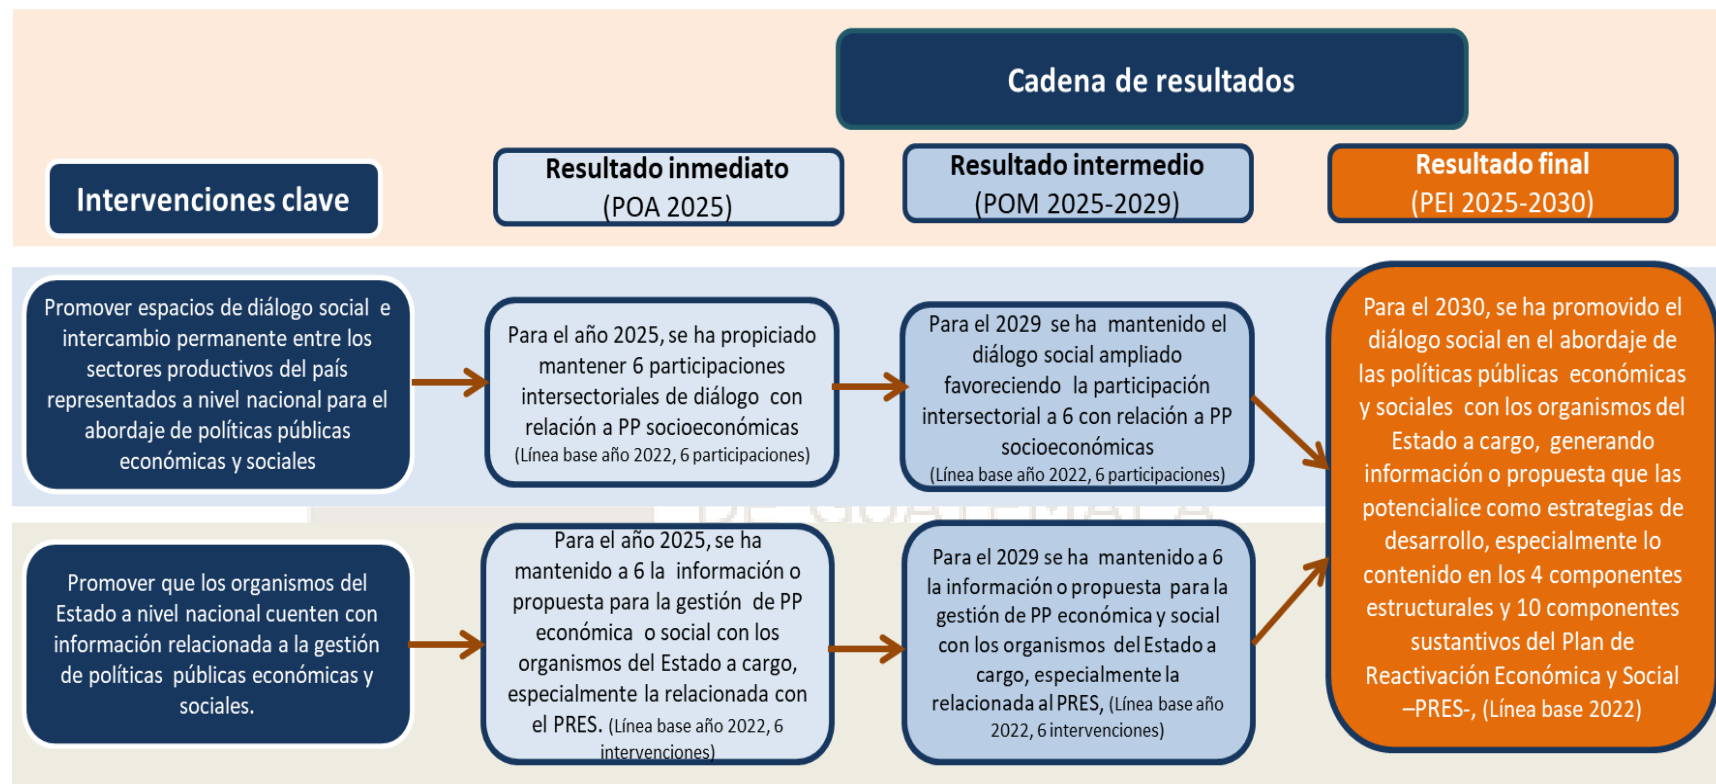 Cadena de resultados
Intervenciones clave
Resultado inmediato
(POA 2025)
Resultado intermedio
(POM 2025-2029)
Resultado final
(PEI 2025-2030)
Promover espacios de diálogo social e
intercambio permanente entre los
sectores productivos del país
representados a nivel nacional para el
abordaje de políticas públicas
económicas y sociales
Para el año 2025, se ha propiciado
mantener 6 participaciones
intersectoriales de diálogo con
relación a PP socioeconómicas
(Línea base año 2022, 6 participaciones)
Para el 2029 se ha mantenido el
diálogo social ampliado
favoreciendo la participación
intersectorial a 6 con relación a PP
socioeconómicas
(Línea base año 2022, 6 participaciones)
Para el 2030, se ha promovido el
diálogo social en el abordaje de
las políticas públicas económicas
y sociales con los organismos del
Estado a cargo, generando
información o propuesta que las
potencialice como estrategias de
desarrollo, especialmente lo
contenido en los 4 componentes
estructurales y 10 componentes
sustantivos del Plan de
Reactivación Económica y Social
–PRES-, (Línea base 2022)
DE GUATEMALA
Promover que los organismos del
Estado a nivel nacional cuenten con
información relacionada a la gestión
de políticas públicas económicas y
sociales.
Para el año 2025, se ha
mantenido a 6 la información o
propuesta para la gestión de PP
económica o social con los
organismos del Estado a cargo,
especialmente la relacionada con
el PRES. (Línea base año 2022, 6
intervenciones)
Para el 2029 se ha mantenido a 6
la información o propuesta para la
gestión de PP económica y social
con los organismos del Estado a
cargo, especialmente la
relacionada al PRES, (Línea base año
2022, 6 intervenciones)